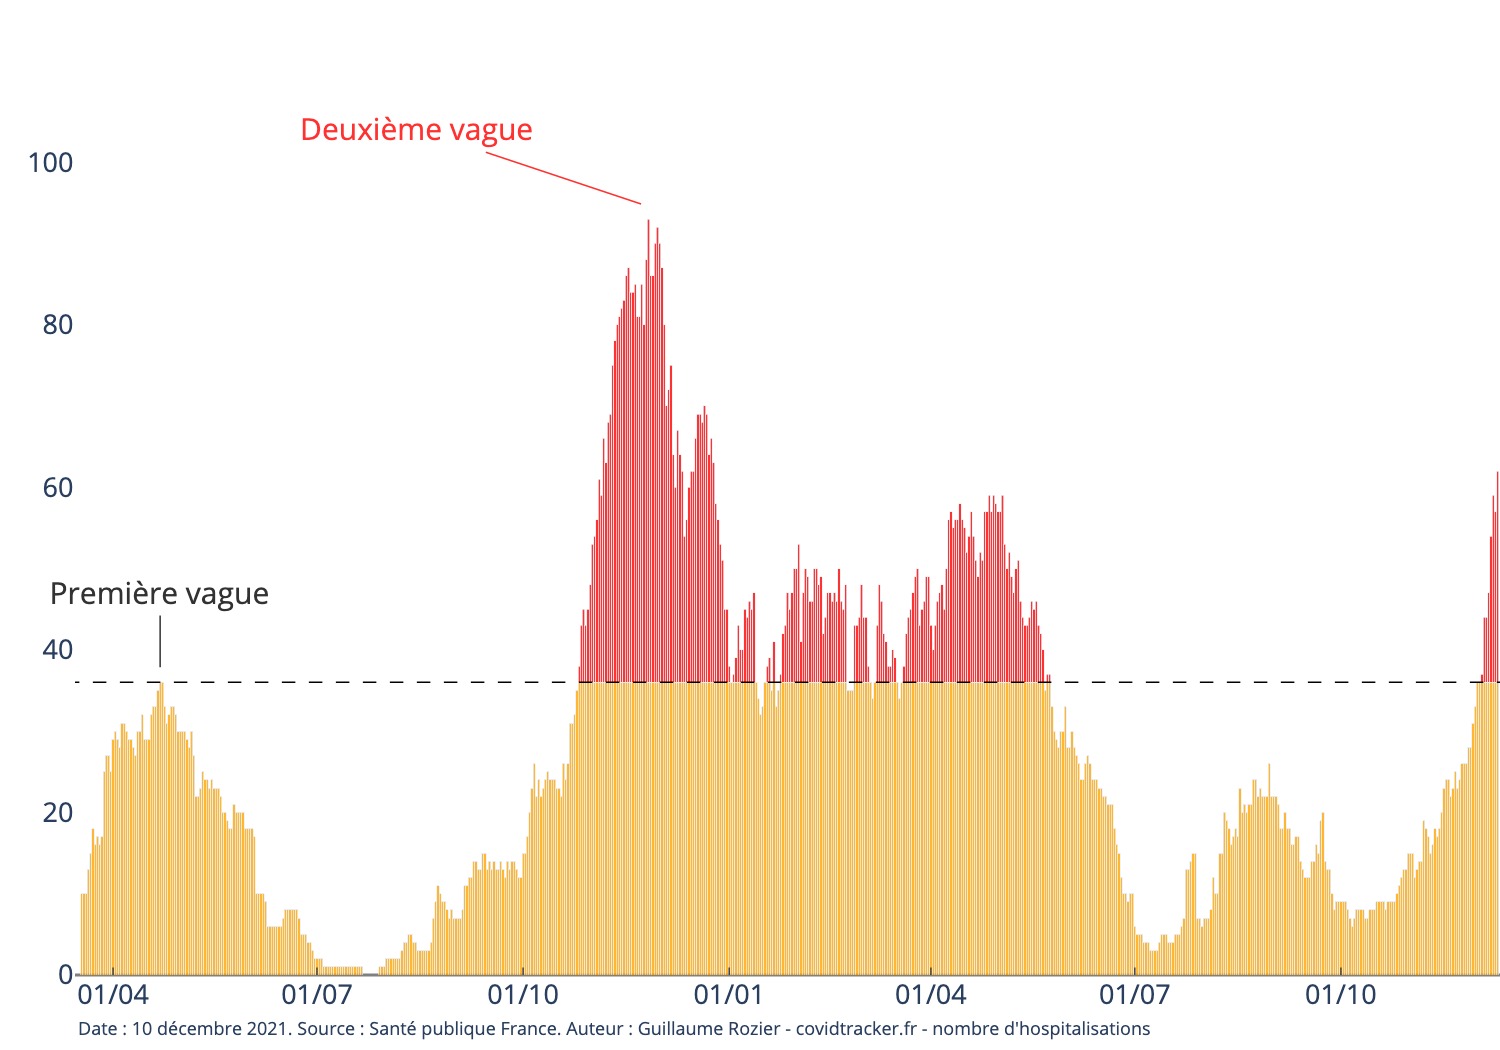 Deuxième vague
100
80
60
Première vague
40
20
0
01/04 01/07 01/10 01/01 01/04 01/07 01/10
Date : 10 décembre 2021. Source : Santé publique France. Auteur : Guillaume Rozier - covidtracker.fr - nombre d'hospitalisations